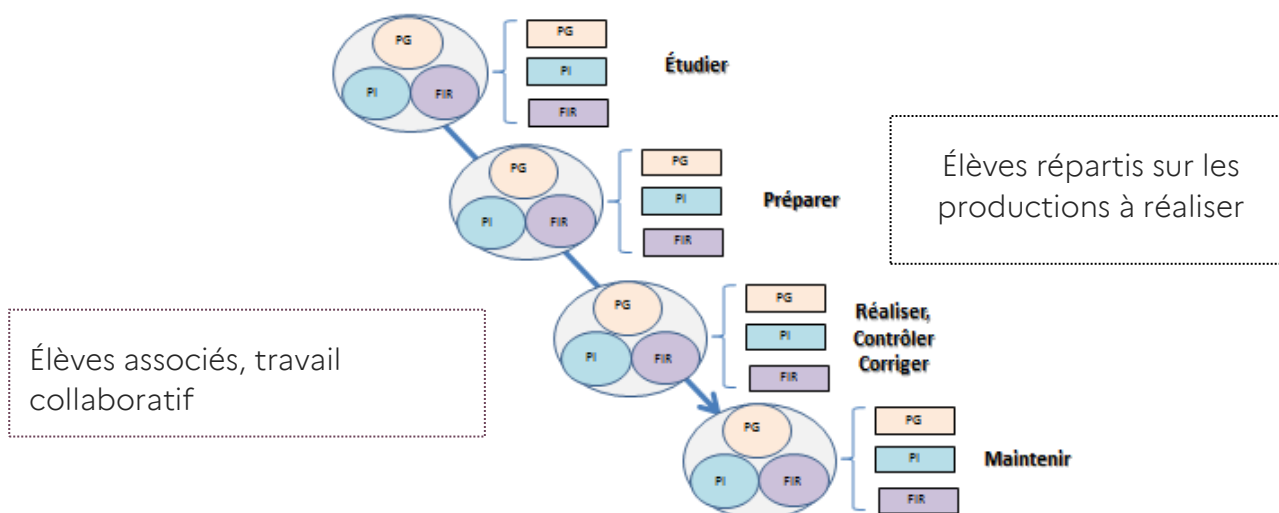 PG
PI
FIR
PG
PI
FIR
Étudier
PG
PI
FIR
PG
PI
FIR
Préparer
Élèves répartis sur les
productions à réaliser
PG
PI
FIR
PG
PI
FIR
Réaliser,
Contrôler
Corriger
Élèves associés, travail
collaboratif
PG
PI
FIR
PG
PI
FIR
Maintenir